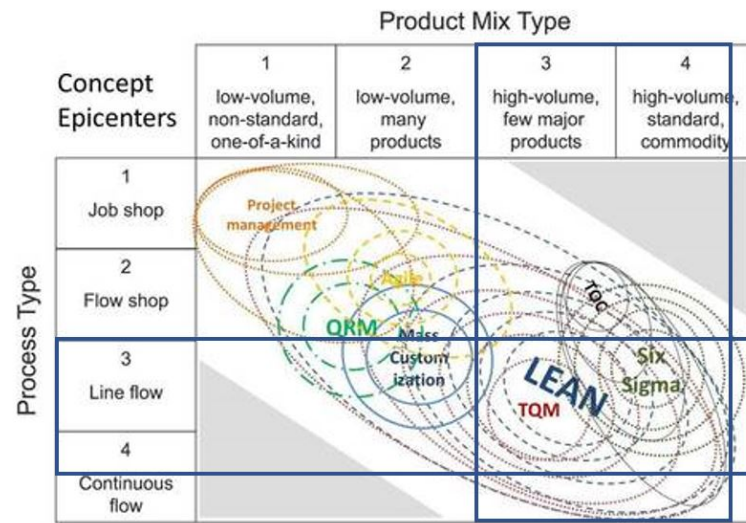 Product Mix Type
Concept
Epicenters
1
low-volume,
non-standard,
one-of-a-kind
2
low-volume,
many
products
3
high-volume,
few major
products
4
high-volume,
standard,
commodity
Process Type
1
Job shop
2
Flow shop
3
Line flow
4
Continuous
flow
Project
management
Agile
QRM
Mass
Custom
ization
TOC
LEAN
TQM
Six
Sigma